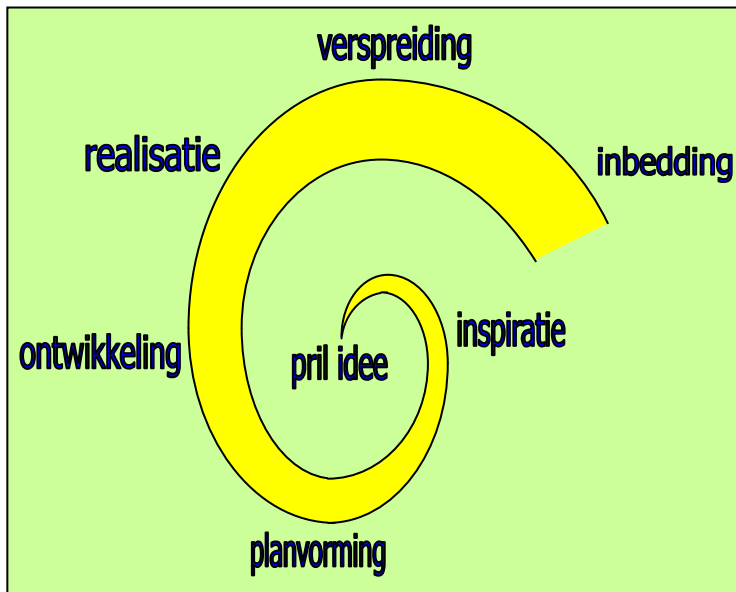 verspreiding
realisatie
inbedding
inspiratie
ontwikkeling
pril idee
planvorming